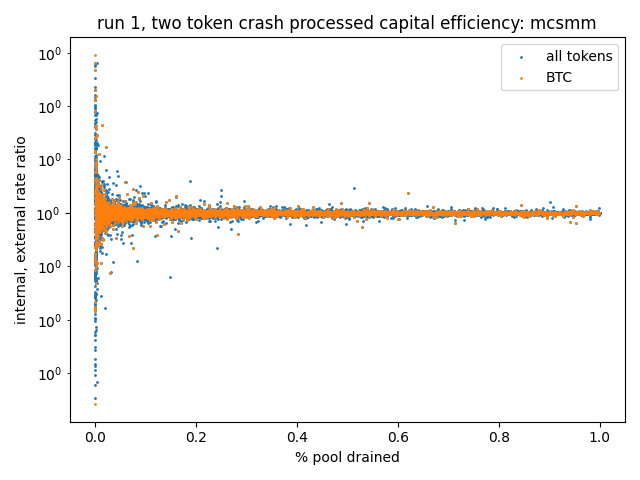 run 1, two token crash processed capital efficiency: mcsmm
all tokens
BTC
internal, external rate ratio
10⁰
10⁰
10⁰
10⁰
10⁰
10⁰
10⁰
0.0 0.2 0.4 0.6 0.8 1.0
% pool drained